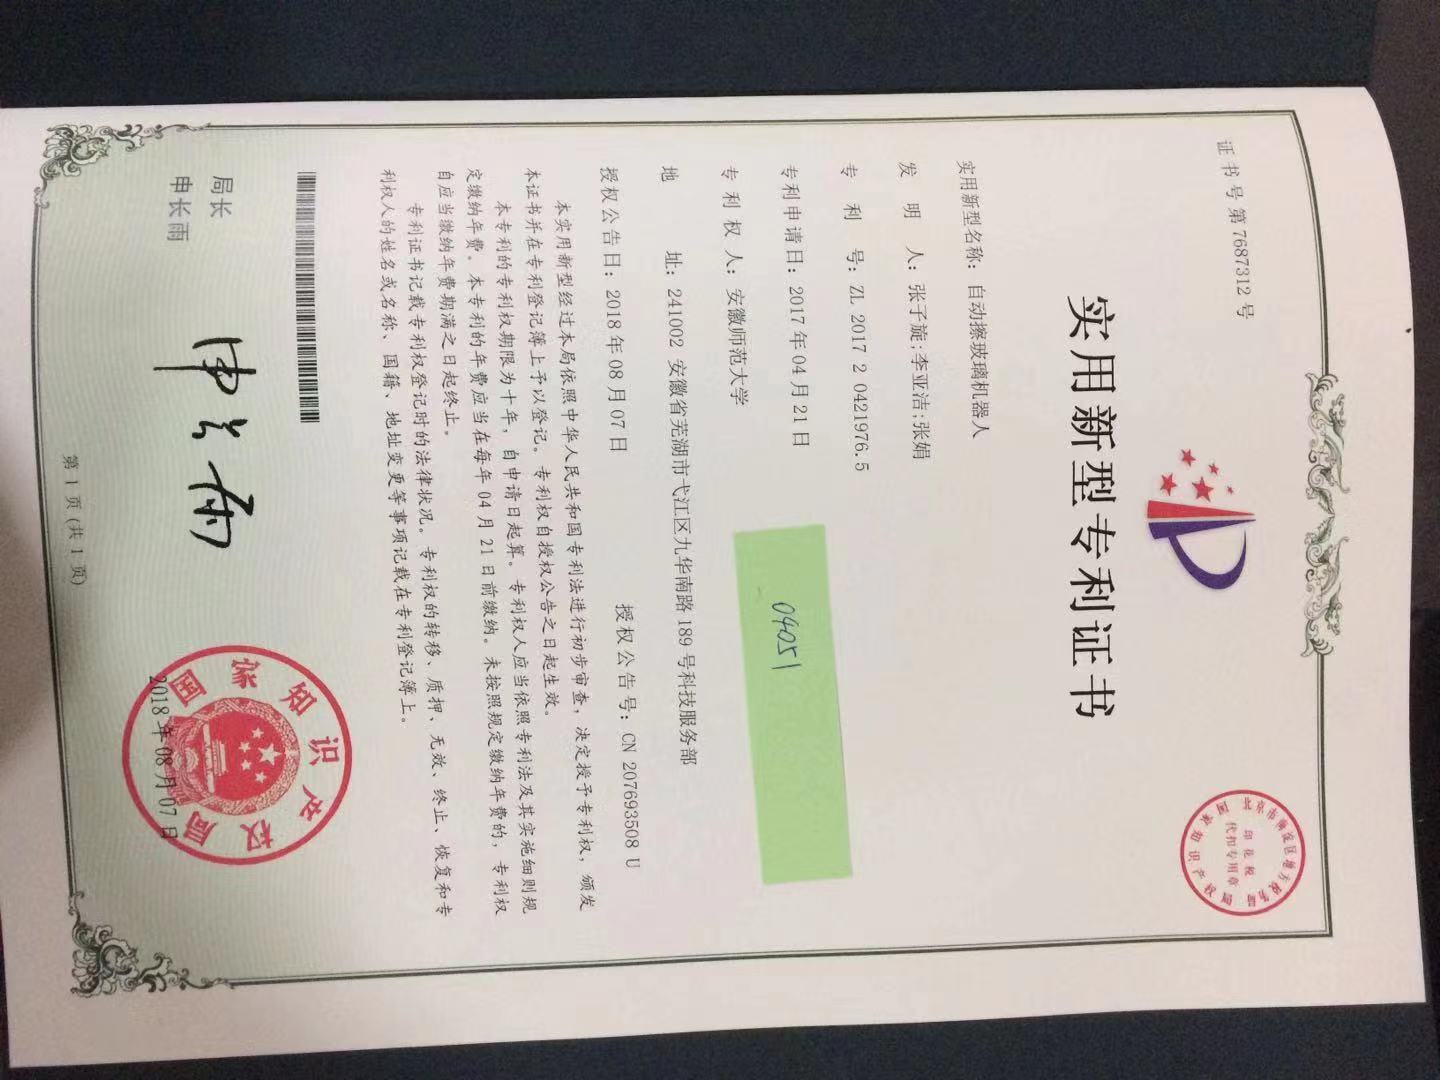 证书号第7687312号
北京市海淀区地方税务局
印花税
代扣专用章
国家知识产权局
实用新型专利证书
实用新型名称：自动擦玻璃机器人
发明人：张子旋;李亚洁;张娟
专利号：ZL 2017 2 0421976.5
专利申请日：2017年04月21日
04051
专利权人：安徽师范大学
地址：241002 安徽省芜湖市弋江区九华南路189号科技服务部
授权公告日：2018年08月07日 授权公告号：CN 207693508 U
本实用新型经过本局依照中华人民共和国专利法进行初步审查，决定授予专利权，颁发
本证书并在专利登记簿上予以登记。专利权自授权公告之日起生效。
本专利的专利权期限为十年，自申请日起算。专利权人应当依照专利法及其实施细则规
定缴纳年费。本专利的年费应当在每年04月21日前缴纳。未按照规定缴纳年费的，专利权
自应当缴纳年费期满之日起终止。
专利证书记载专利权登记时的法律状况。专利权的转移、质押、无效、终止、恢复和专
利权人的姓名或名称、国籍、地址变更等事项记载在专利登记簿上。
局长
申长雨
申长雨
国家知识产权局
2018年08月07日
第1页(共1页)